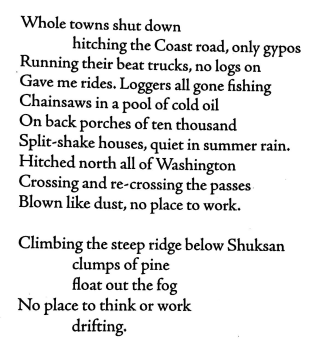 Whole towns shut down
hitching the Coast road, only gypos
Running their beat trucks, no logs on
Gave me rides. Loggers all gone fishing
Chainsaws in a pool of cold oil
On back porches of ten thousand
Split-shake houses, quiet in summer rain.
Hitched north all of Washington
Crossing and re-crossing the passes
Blown like dust, no place to work.
Climbing the steep ridge below Shuksan
clumps of pine
float out the fog
No place to think or work
drifting.